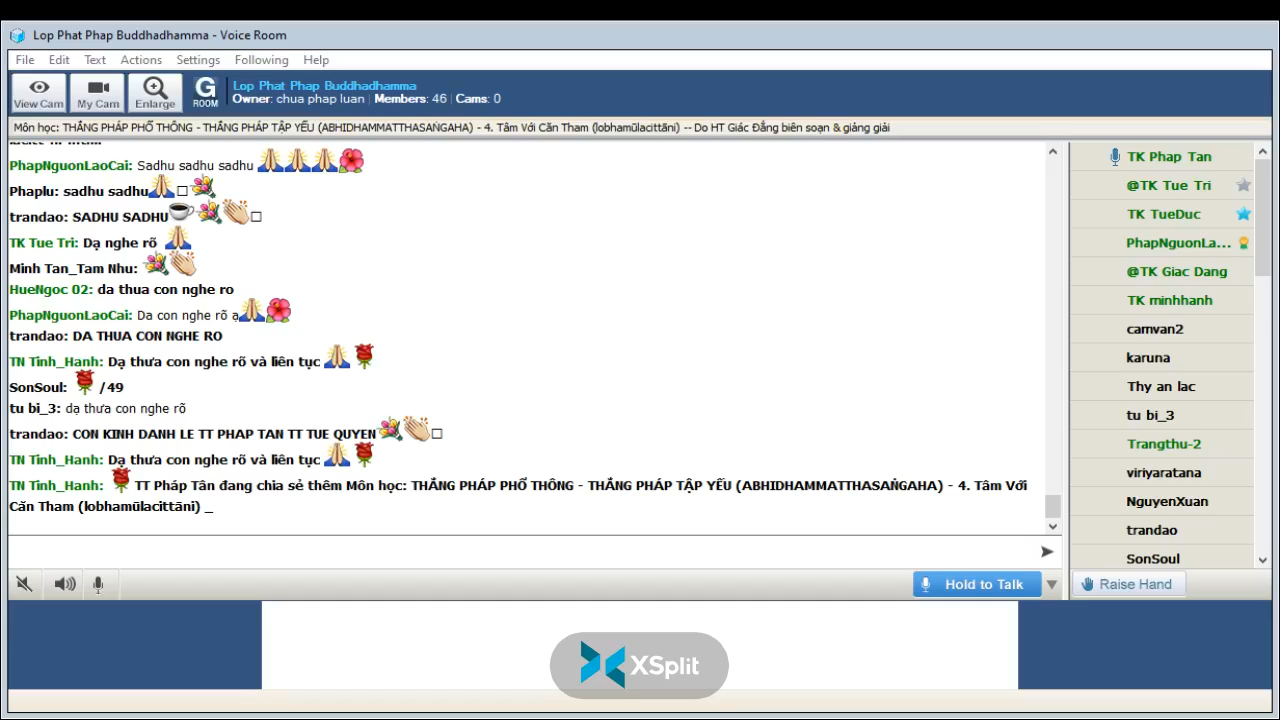 Lop Phat Phap Buddhadhamma - Voice Room
File Edit Text Actions Settings Following Help
View Cam My Cam Enlarge G ROOM
Lop Phat Phap Buddhadhamma
Owner: chua phap luan | Members: 46 | Cams: 0
Môn học: THẮNG PHÁP PHỔ THÔNG - THẮNG PHÁP TẬP YẾU (ABHIDHAMMATTHASAṄGAHA) - 4. Tâm Với Căn Tham (lobhamūlacittāni) -- Do HT Giác Đẳng biên soạn & giảng giải
PhapNguonLaoCai: Sadhu sadhu sadhu 🙏🙏🙏🌺
Phaplu: sadhu sadhu🙏□💐
trandao: SADHU SADHU☕💐👏□
TK Tue Tri: Dạ nghe rõ 🙏
Minh Tan_Tam Nhu: 💐👏
HueNgoc 02: da thua con nghe ro
PhapNguonLaoCai: Da con nghe rõ ạ🙏🌺
trandao: DA THUA CON NGHE RO
TN Tinh_Hanh: Dạ thưa con nghe rõ và liên tục 🙏🌹
SonSoul: 🌹 /49
tu bi_3: dạ thưa con nghe rõ
trandao: CON KINH DANH LE TT PHAP TAN TT TUE QUYEN💐👏□
TN Tinh_Hanh: Dạ thưa con nghe rõ và liên tục 🙏🌹
TN Tinh_Hanh: 🌹 TT Pháp Tân đang chia sẻ thêm Môn học: THẮNG PHÁP PHỔ THÔNG - THẮNG PHÁP TẬP YẾU (ABHIDHAMMATTHASAṄGAHA) - 4. Tâm Với
Căn Tham (lobhamūlacittāni) _
TK Phap Tan
@TK Tue Tri
TK TueDuc
PhapNguonLa...
@TK Giac Dang
TK minhhanh
camvan2
karuna
Thy an lac
tu bi_3
Trangthu-2
viriyaratana
NguyenXuan
trandao
SonSoul
Hold to Talk
Raise Hand
XSplit